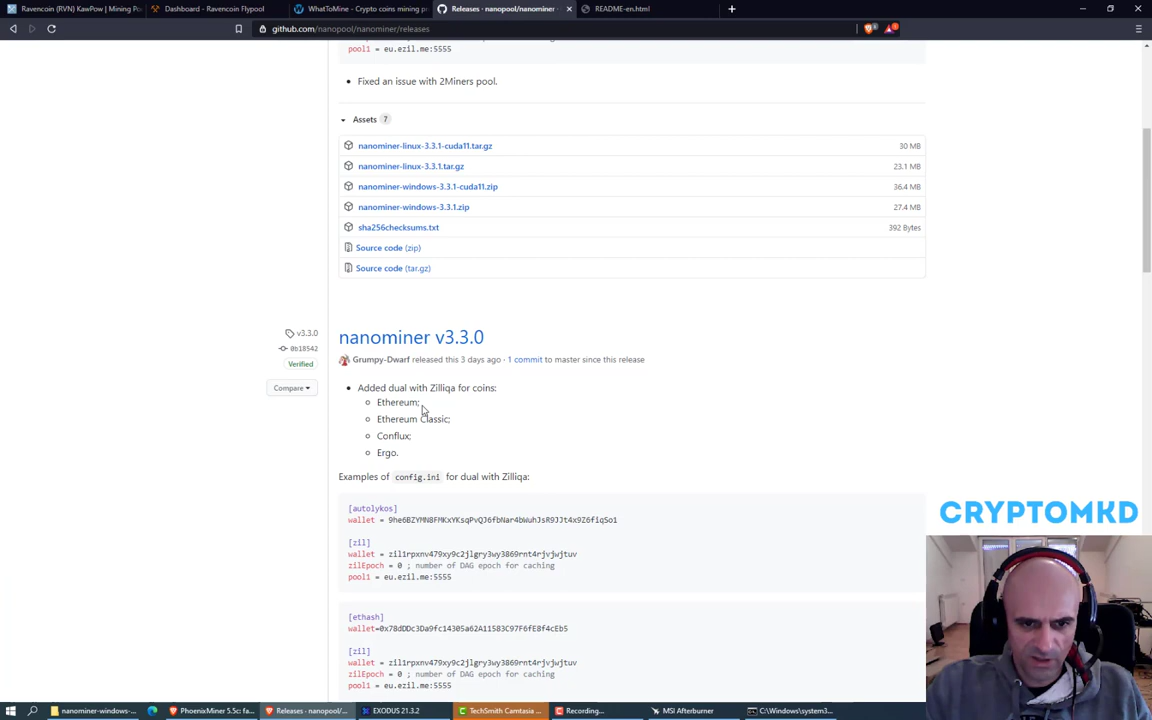 Ravencoin (RVN) KawPow | Mining Po
Dashboard - Ravencoin Flypool
WhatToMine - Crypto coins mining pr
Releases · nanopool/nanominer ·
README-en.html
github.com/nanopool/nanominer/releases
pool1 = eu.ezil.me:5555
Fixed an issue with 2Miners pool.
Assets 7
nanominer-linux-3.3.1-cuda11.tar.gz 30 MB
nanominer-linux-3.3.1.tar.gz 23.1 MB
nanominer-windows-3.3.1-cuda11.zip 36.4 MB
nanominer-windows-3.3.1.zip 27.4 MB
sha256checksums.txt 392 Bytes
Source code (zip)
Source code (tar.gz)
v3.3.0
0b18542
Verified
Compare
nanominer v3.3.0
Grumpy-Dwarf released this 3 days ago · 1 commit to master since this release
Added dual with Zilliqa for coins:
Ethereum;
Ethereum Classic;
Conflux;
Ergo.
Examples of config.ini for dual with Zilliqa:
[autolykos]
wallet = 9he6BZYMN8FMKxYKsqPvQJ6fbNar4bWuhJsR9JJt4x9Z6fiqSo1
[zil]
wallet = zil1rpxnv479xy9c2jlgry3wy3869rnt4rjvjwjtuv
zilEpoch = 0 ; number of DAG epoch for caching
pool1 = eu.ezil.me:5555
[ethash]
wallet=0x78dDDc3Da9fc14305a62A11583C97F6fE8f4cEb5
[zil]
wallet = zil1rpxnv479xy9c2jlgry3wy3869rnt4rjvjwjtuv
zilEpoch = 0 ; number of DAG epoch for caching
pool1 = eu.ezil.me:5555
CRYPTOMKD
nanominer-windows-...
PhoenixMiner 5.5c: fa...
Releases - nanopool/...
EXODUS 21.3.2
TechSmith Camtasia ...
Recording...
MSI Afterburner
C:\Windows\system3...